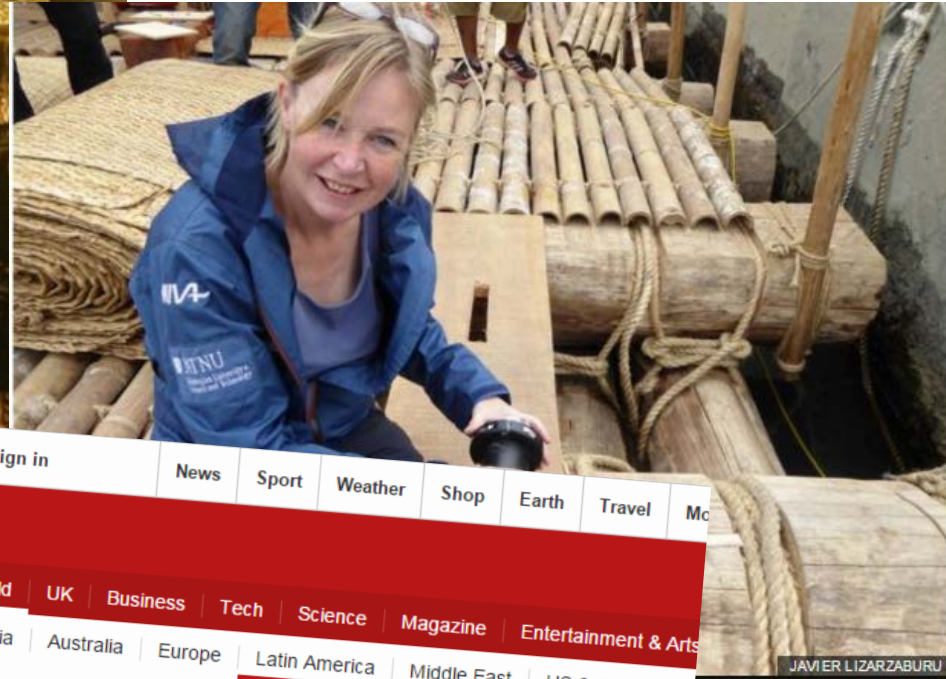 NIVA
NTNU
Norwegian University of
Science and Technology
ign in
News
Sport
Weather
Shop
Earth
Travel
Mo
d
UK
Business
Tech
Science
Magazine
Entertainment & Arts
ia
Australia
Europe
Latin America
Middle East
JAVIER LIZARZABURU